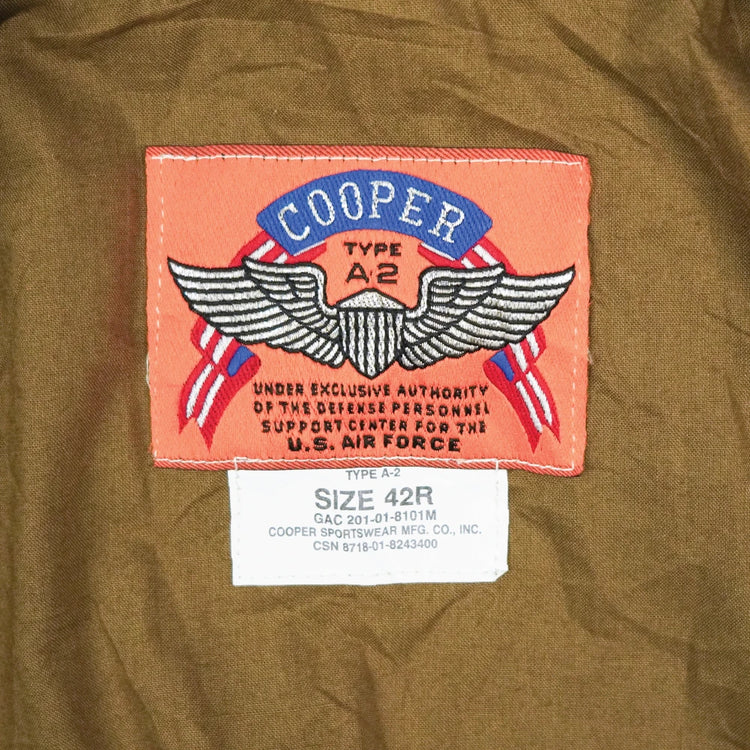 COOPER
TYPE
A-2
UNDER EXCLUSIVE AUTHORITY
OF THE DEFENSE PERSONNEL
SUPPORT CENTER FOR THE
U.S. AIR FORCE
TYPE A-2
SIZE 42R
GAC 201-01-8101M
COOPER SPORTSWEAR MFG. CO., INC.
CSN 8718-01-8243400